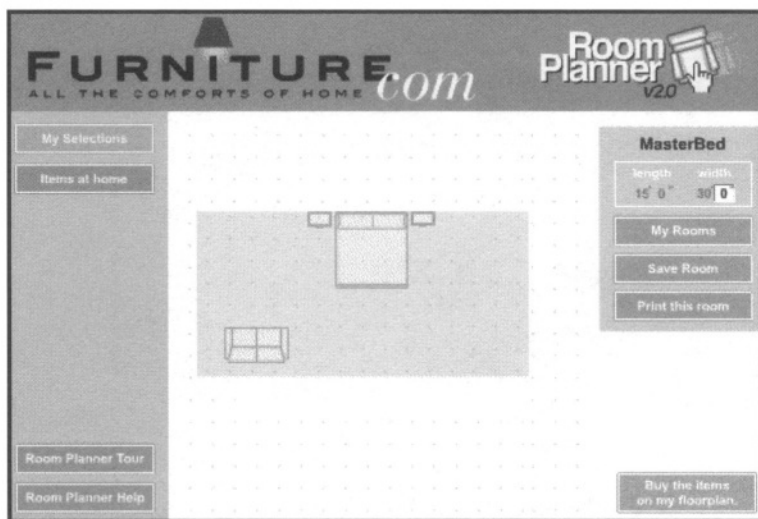 FURNITURE.com
ALL THE COMFORTS OF HOME
Room
Planner
v2.0
My Selections
Items at home
MasterBed
length width
15' 0" 30' 0"
My Rooms
Save Room
Print this room
Room Planner Tour
Room Planner Help
Buy the items
on my floorplan.